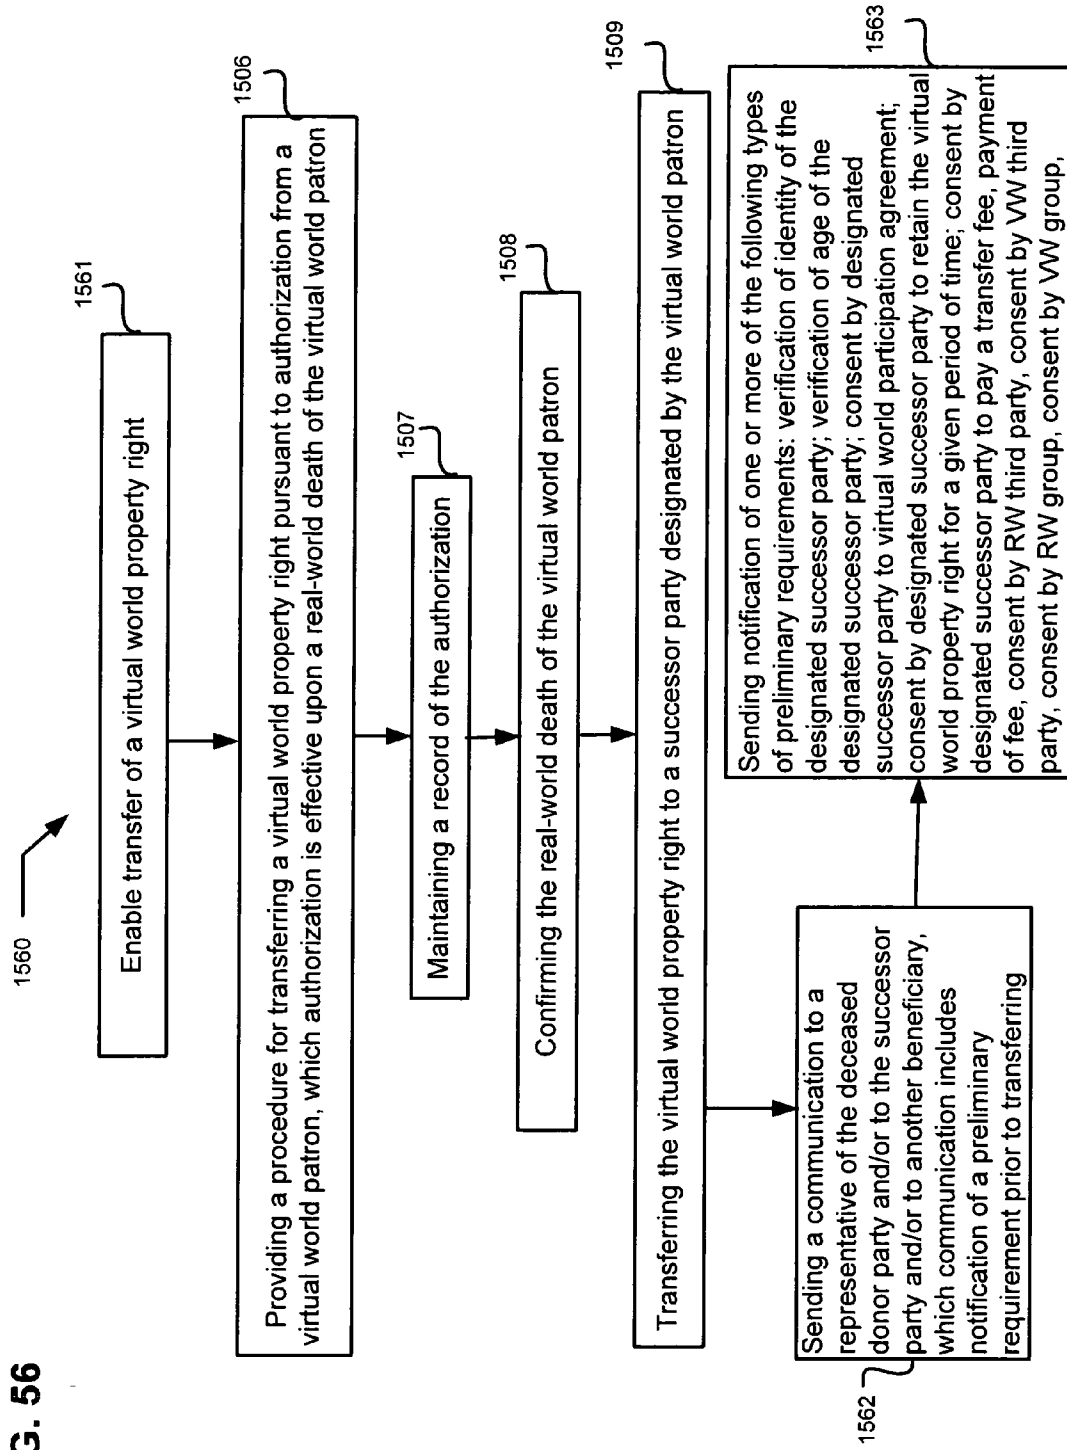 G. 56
1560
1561
Enable transfer of a virtual world property right
1506
Providing a procedure for transferring a virtual world property right pursuant to authorization from a
virtual world patron, which authorization is effective upon a real-world death of the virtual world patron
1507
Maintaining a record of the authorization
1508
Confirming the real-world death of the virtual world patron
1509
Transferring the virtual world property right to a successor party designated by the virtual world patron
1562
Sending a communication to a
representative of the deceased
donor party and/or to the successor
party and/or to another beneficiary,
which communication includes
notification of a preliminary
requirement prior to transferring
1563
Sending notification of one or more of the following types
of preliminary requirements: verification of identity of the
designated successor party; verification of age of the
designated successor party; consent by designated
successor party to virtual world participation agreement;
consent by designated successor party to retain the virtual
world property right for a given period of time; consent by
designated successor party to pay a transfer fee, payment
of fee, consent by RW third party, consent by VW third
party, consent by RW group, consent by VW group,